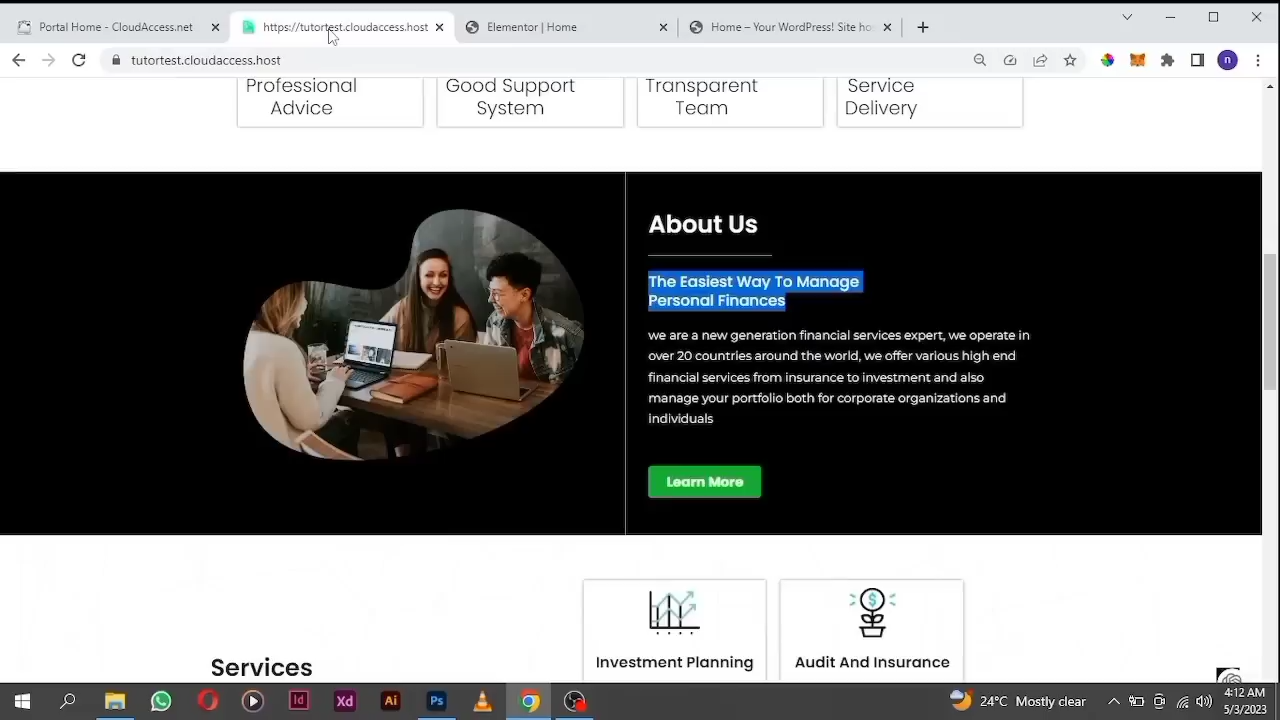 Portal Home - CloudAccess.net
https://tutortest.cloudaccess.host
Elementor | Home
Home – Your WordPress! Site hos
tutortest.cloudaccess.host
n
Professional
Advice
Good Support
System
Transparent
Team
Service
Delivery
About Us
The Easiest Way To Manage
Personal Finances
we are a new generation financial services expert, we operate in
over 20 countries around the world, we offer various high end
financial services from insurance to investment and also
manage your portfolio both for corporate organizations and
individuals
Learn More
Services
Investment Planning
Audit And Insurance
Id
Xd
Ai
Ps
24°C Mostly clear
4:12 AM
5/3/2023